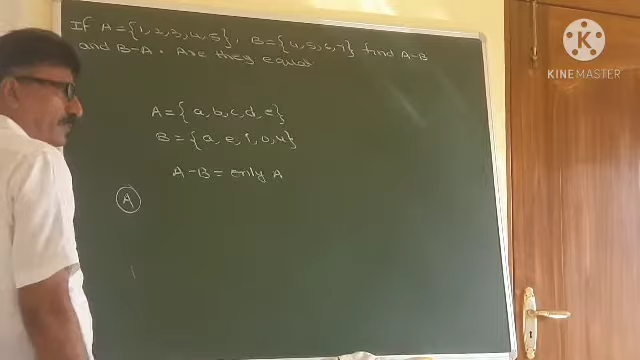 If A = {1, 2, 3, 4, 5}, B = {4, 5, 6, 7} find A-B
and B-A. Are they equal
A = { a, b, c, d, e}
B = {a, e, i, o, u}
A-B = only A
A
KINEMASTER